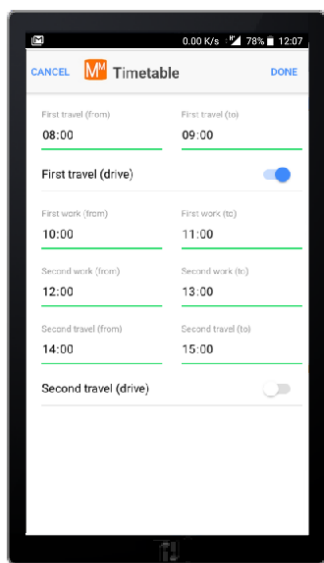 0.00 K/s 78% 12:07
CANCEL MM Timetable DONE
First travel (from) First travel (to)
08:00 09:00
First travel (drive)
First work (from) First work (to)
10:00 11:00
Second work (from) Second work (to)
12:00 13:00
Second travel (from) Second travel (to)
14:00 15:00
Second travel (drive)